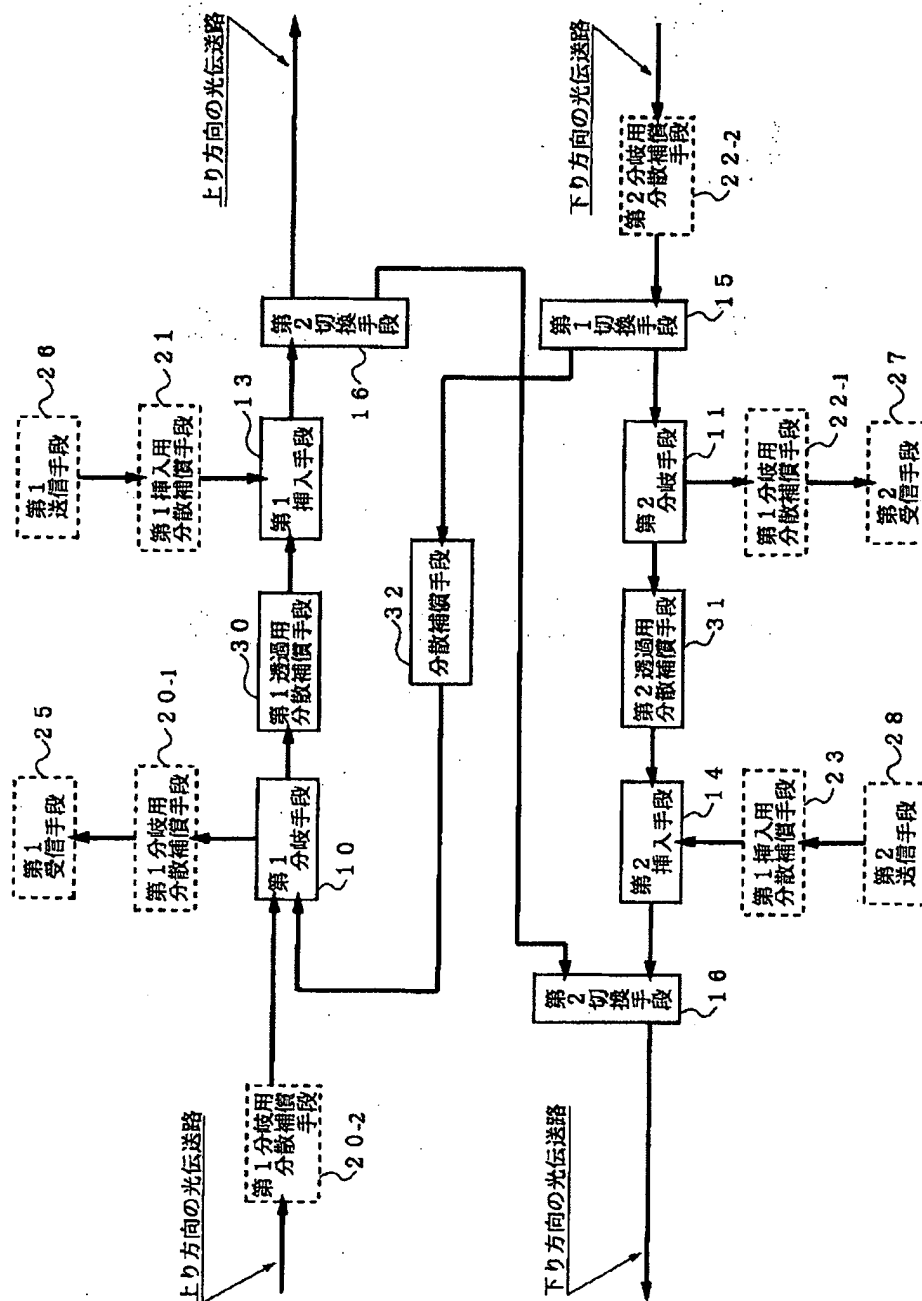 上り方向の光伝送路
第1分岐用
分散補償
手段
20-2
第1
受信手段
25
第1分岐用
分散補償手段
20-1
第1
分岐手段
10
第1透過用
分散補償手段
30
第1
送信手段
26
第1挿入用
分散補償手段
21
第1
挿入手段
13
第2
切換手段
16
上り方向の光伝送路
分散補償手段
32
下り方向の光伝送路
第2
切換手段
16
第2
挿入手段
14
第1挿入用
分散補償手段
23
第2
送信手段
28
第2透過用
分散補償手段
31
第2
分岐手段
11
第1分岐用
分散補償手段
22-1
第2
受信手段
27
第1
切換手段
15
第2分岐用
分散補償
手段
22-2
下り方向の光伝送路